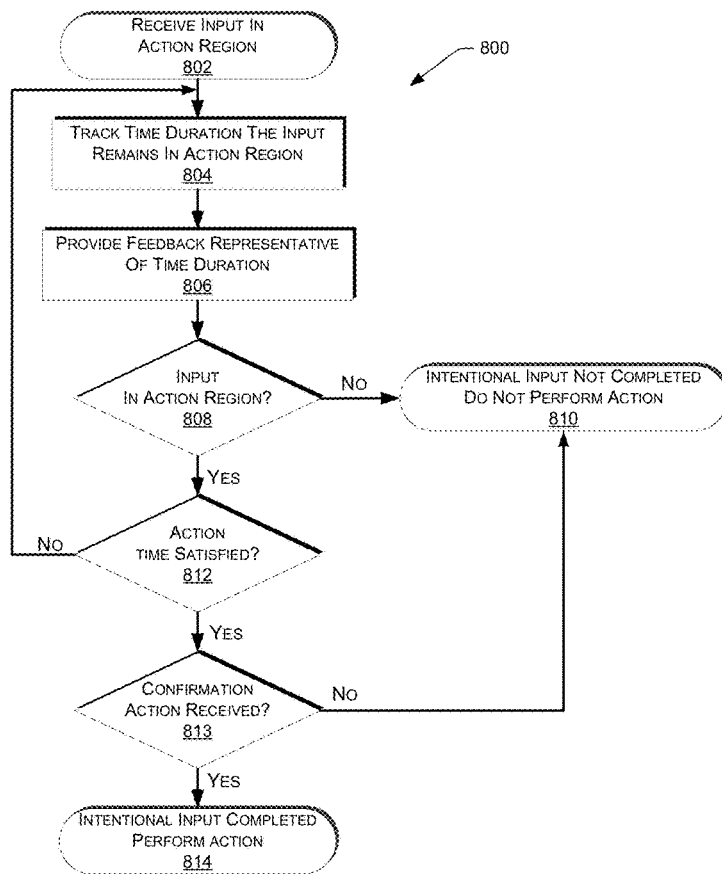 RECEIVE INPUT IN
ACTION REGION
802
800
TRACK TIME DURATION THE INPUT
REMAINS IN ACTION REGION
804
PROVIDE FEEDBACK REPRESENTATIVE
OF TIME DURATION
806
INPUT
IN ACTION REGION?
808
NO
INTENTIONAL INPUT NOT COMPLETED
DO NOT PERFORM ACTION
810
YES
NO
ACTION
TIME SATISFIED?
812
YES
CONFIRMATION
ACTION RECEIVED?
813
NO
YES
INTENTIONAL INPUT COMPLETED
PERFORM ACTION
814